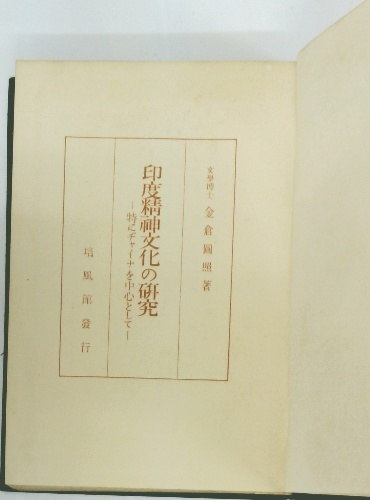 文學博士 金倉圓照著
印度精神文化の研究
―特にヂャイナを中心として―
培風館發行